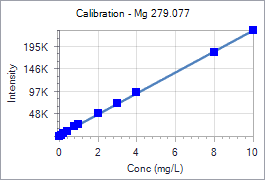 Calibration - Mg 279.077
Intensity
195K
146K
97K
48K
0 2 4 6 8 10
Conc (mg/L)